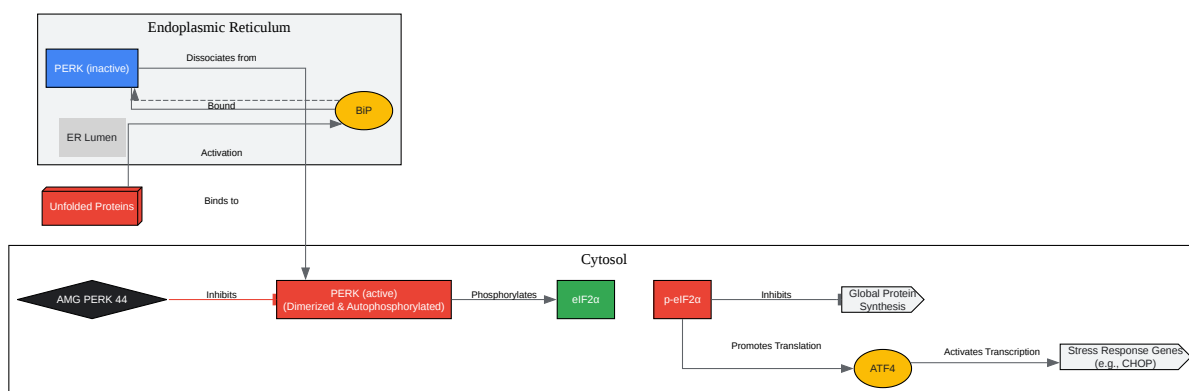 Endoplasmic Reticulum
Dissociates from
PERK (inactive)
Bound
BiP
ER Lumen
Activation
Unfolded Proteins
Binds to
Cytosol
AMG PERK 44
Inhibits
PERK (active)
(Dimerized & Autophosphorylated)
Phosphorylates
eIF2α
p-eIF2α
Inhibits
Global Protein
Synthesis
Promotes Translation
ATF4
Activates Transcription
Stress Response Genes
(e.g., CHOP)